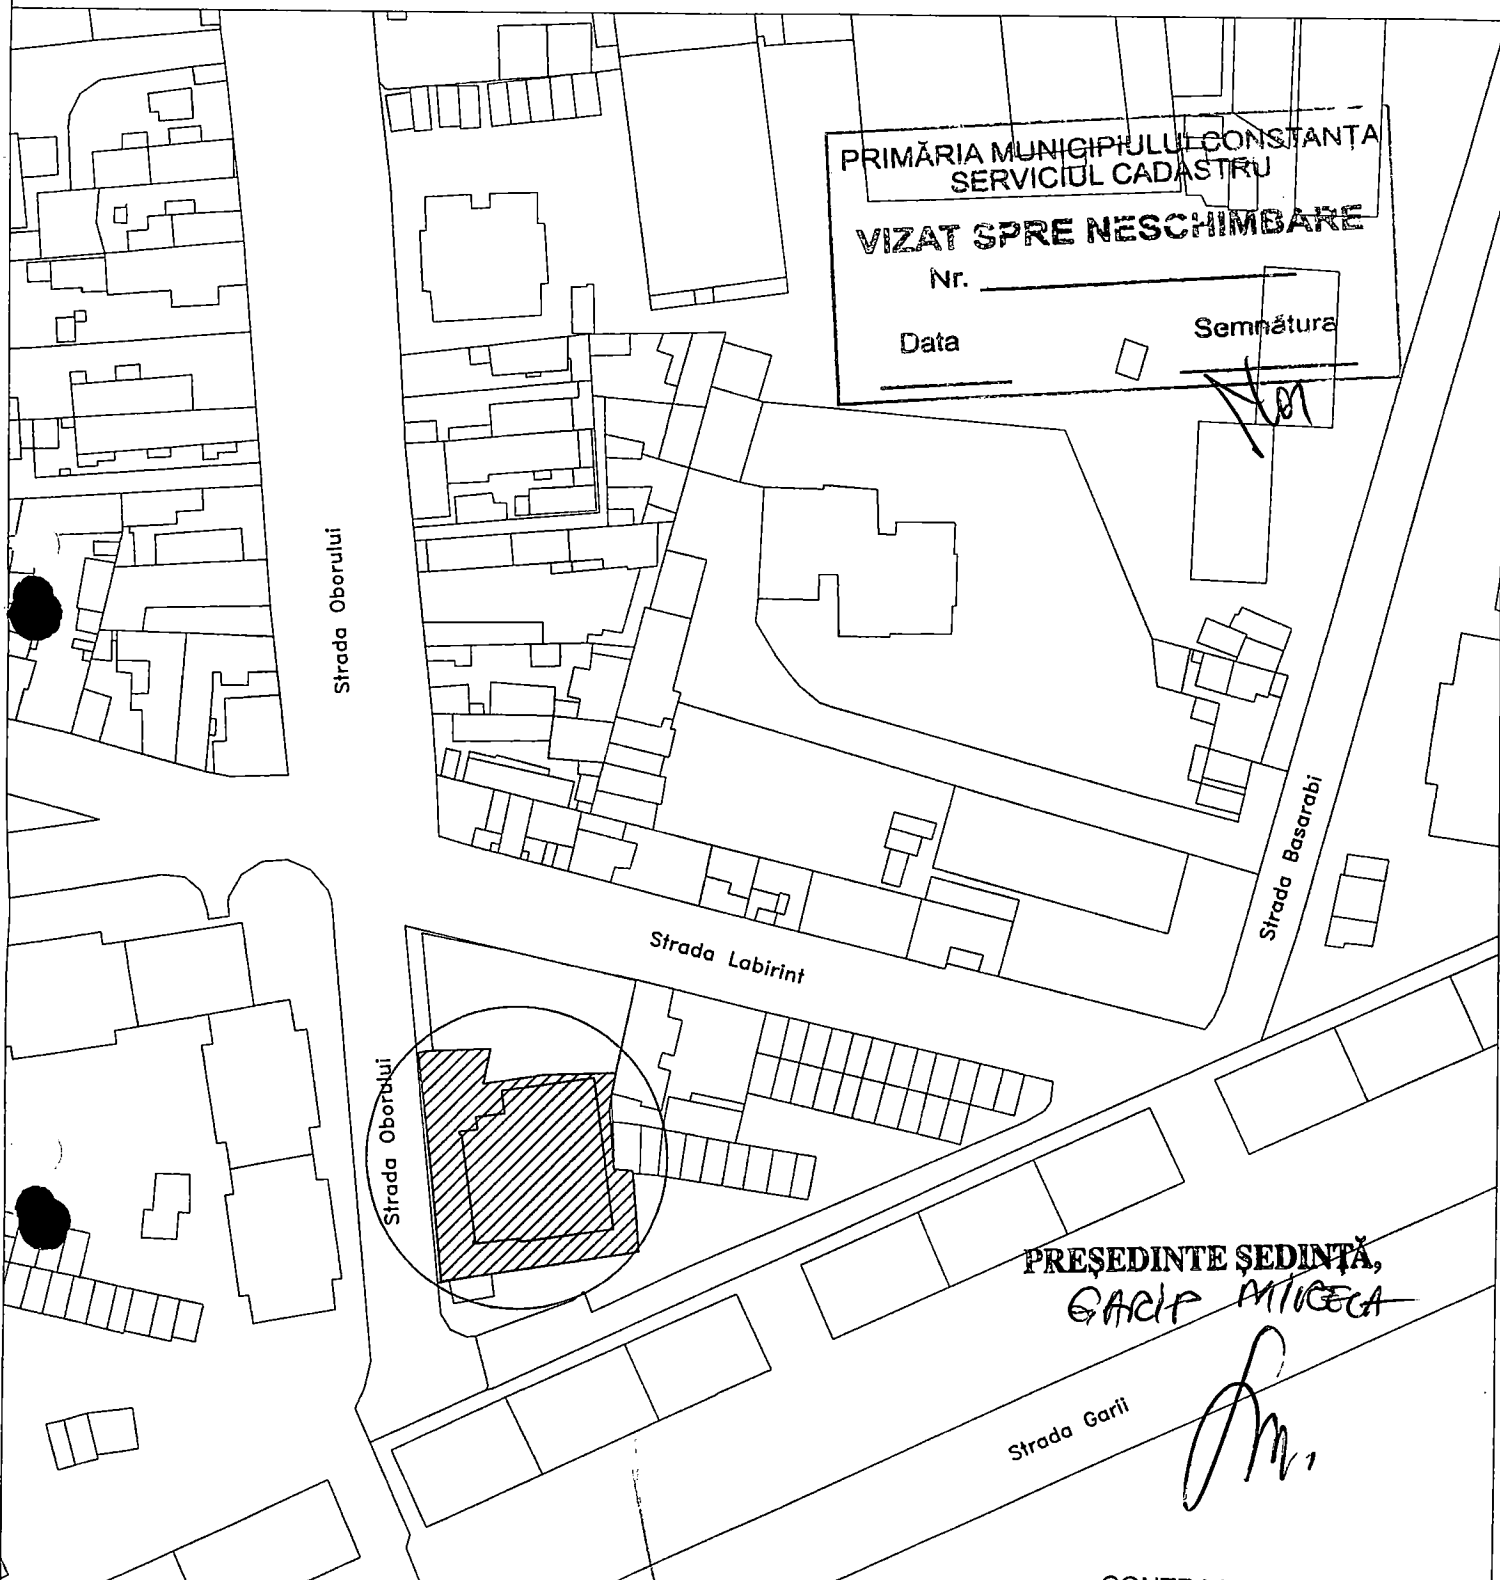 PRIMĂRIA MUNICIPIULUI CONSTANȚA
SERVICIUL CADASTRU
VIZAT SPRE NESCHIMBARE
Nr.
Data
Semnătura
Strada Oborului
Strada Basarabi
Strada Labirint
Strada Oborului
PREȘEDINTE ȘEDINȚĂ,
Strada Garii